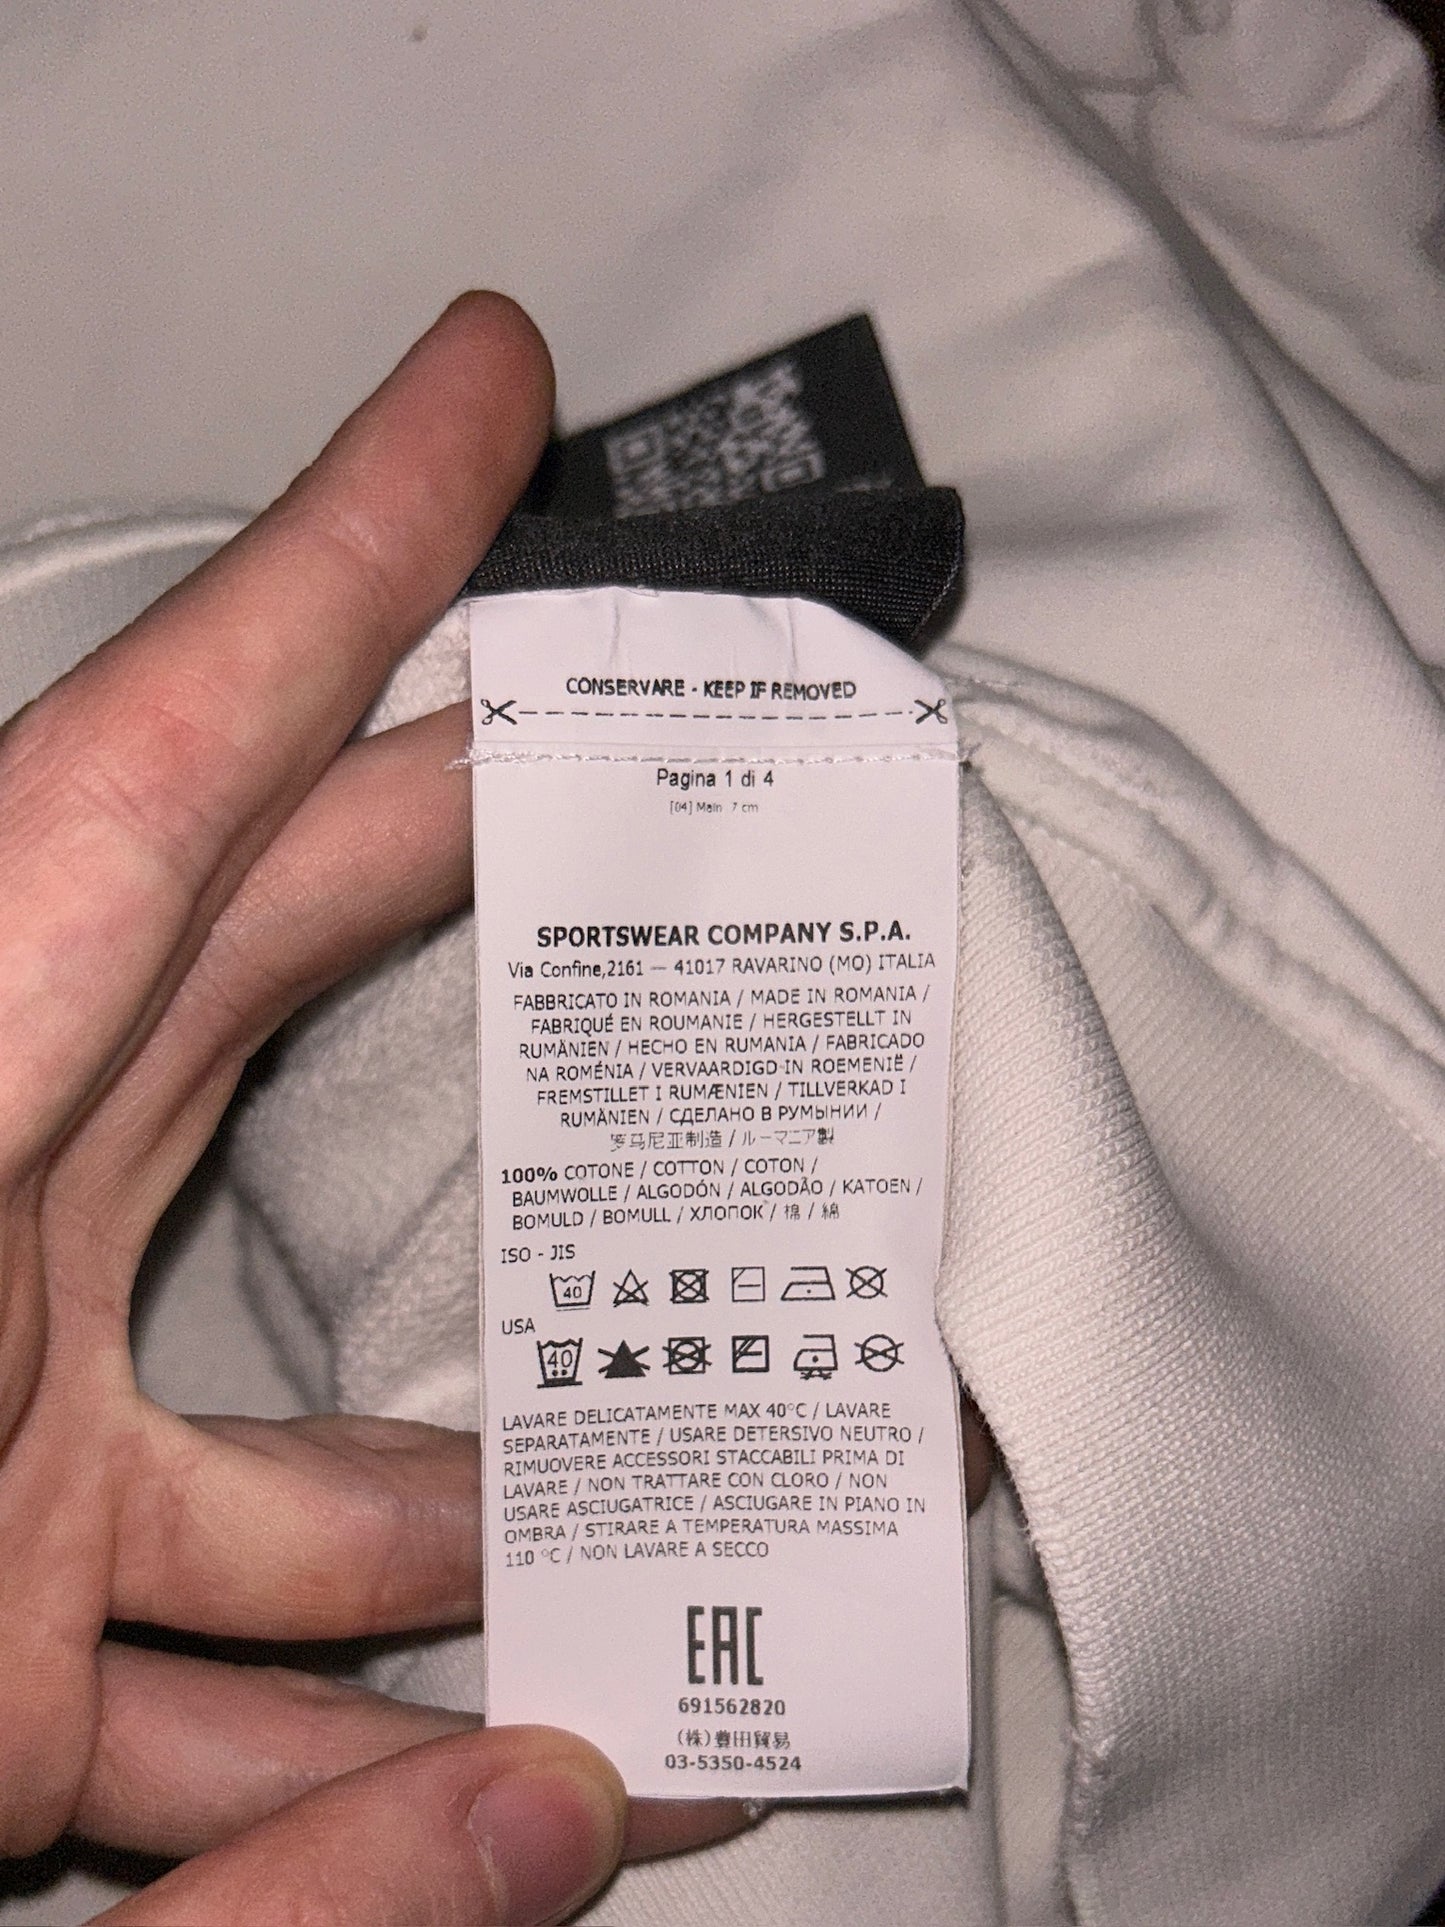 CONSERVARE - KEEP IF REMOVED
Pagina 1 di 4
[04] Main 7 cm
SPORTSWEAR COMPANY S.P.A.
Via Confine,2161 — 41017 RAVARINO (MO) ITALIA
FABBRICATO IN ROMANIA / MADE IN ROMANIA /
FABRIQUÉ EN ROUMANIE / HERGESTELLT IN
RUMÄNIEN / HECHO EN RUMANIA / FABRICADO
NA ROMÉNIA / VERVAARDIGD IN ROEMENIË /
FREMSTILLET I RUMÆNIEN / TILLVERKAD I
RUMÄNIEN / СДЕЛАНО В РУМЫНИИ /
罗马尼亚制造 / ルーマニア製
100% COTONE / COTTON / COTON /
BAUMWOLLE / ALGODÓN / ALGODÃO / KATOEN /
BOMULD / BOMULL / ХЛОПОК / 棉 / 綿
ISO - JIS
40
USA
40
LAVARE DELICATAMENTE MAX 40°C / LAVARE
SEPARATAMENTE / USARE DETERSIVO NEUTRO /
RIMUOVERE ACCESSORI STACCABILI PRIMA DI
LAVARE / NON TRATTARE CON CLORO / NON
USARE ASCIUGATRICE / ASCIUGARE IN PIANO IN
OMBRA / STIRARE A TEMPERATURA MASSIMA
110 °C / NON LAVARE A SECCO
EAC
691562820
(株)豊田貿易
03-5350-4524